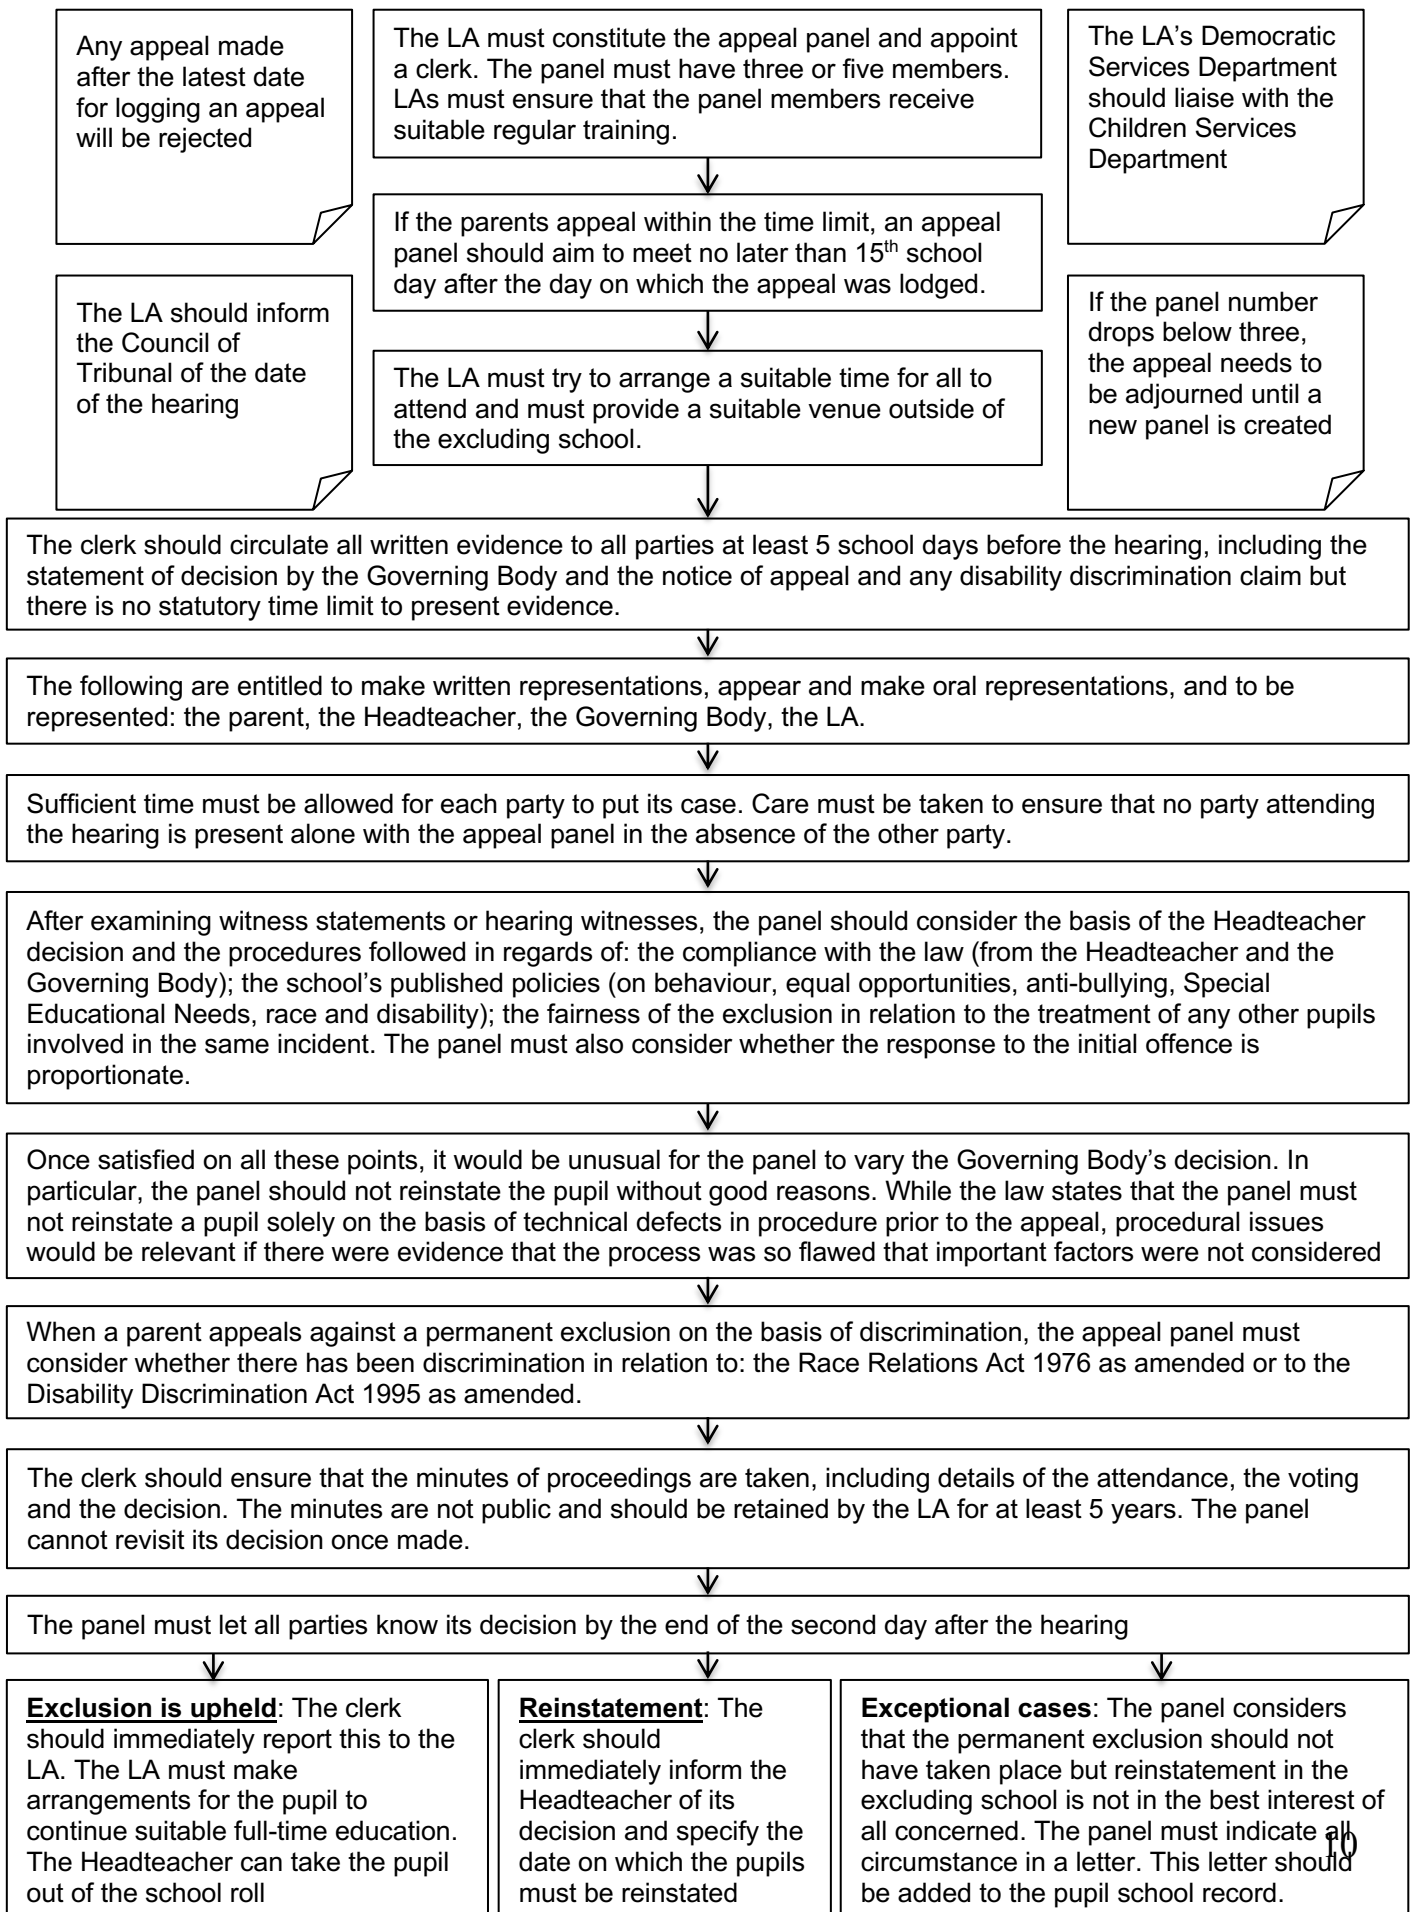 Any appeal made
after the latest date
for logging an appeal
will be rejected
The LA must constitute the appeal panel and appoint
a clerk. The panel must have three or five members.
LAs must ensure that the panel members receive
suitable regular training.
The LA’s Democratic
Services Department
should liaise with the
Children Services
Department
If the parents appeal within the time limit, an appeal
panel should aim to meet no later than 15th school
day after the day on which the appeal was lodged.
The LA should inform
the Council of
Tribunal of the date
of the hearing
The LA must try to arrange a suitable time for all to
attend and must provide a suitable venue outside of
the excluding school.
If the panel number
drops below three,
the appeal needs to
be adjourned until a
new panel is created
The clerk should circulate all written evidence to all parties at least 5 school days before the hearing, including the
statement of decision by the Governing Body and the notice of appeal and any disability discrimination claim but
there is no statutory time limit to present evidence.
The following are entitled to make written representations, appear and make oral representations, and to be
represented: the parent, the Headteacher, the Governing Body, the LA.
Sufficient time must be allowed for each party to put its case. Care must be taken to ensure that no party attending
the hearing is present alone with the appeal panel in the absence of the other party.
After examining witness statements or hearing witnesses, the panel should consider the basis of the Headteacher
decision and the procedures followed in regards of: the compliance with the law (from the Headteacher and the
Governing Body); the school’s published policies (on behaviour, equal opportunities, anti-bullying, Special
Educational Needs, race and disability); the fairness of the exclusion in relation to the treatment of any other pupils
involved in the same incident. The panel must also consider whether the response to the initial offence is
proportionate.
Once satisfied on all these points, it would be unusual for the panel to vary the Governing Body’s decision. In
particular, the panel should not reinstate the pupil without good reasons. While the law states that the panel must
not reinstate a pupil solely on the basis of technical defects in procedure prior to the appeal, procedural issues
would be relevant if there were evidence that the process was so flawed that important factors were not considered
When a parent appeals against a permanent exclusion on the basis of discrimination, the appeal panel must
consider whether there has been discrimination in relation to: the Race Relations Act 1976 as amended or to the
Disability Discrimination Act 1995 as amended.
The clerk should ensure that the minutes of proceedings are taken, including details of the attendance, the voting
and the decision. The minutes are not public and should be retained by the LA for at least 5 years. The panel
cannot revisit its decision once made.
The panel must let all parties know its decision by the end of the second day after the hearing
Exclusion is upheld: The clerk
should immediately report this to the
LA. The LA must make
arrangements for the pupil to
continue suitable full-time education.
The Headteacher can take the pupil
out of the school roll
Reinstatement: The
clerk should
immediately inform the
Headteacher of its
decision and specify the
date on which the pupils
must be reinstated
Exceptional cases: The panel considers
that the permanent exclusion should not
have taken place but reinstatement in the
excluding school is not in the best interest of
all concerned. The panel must indicate all
circumstance in a letter. This letter should
be added to the pupil school record.
10